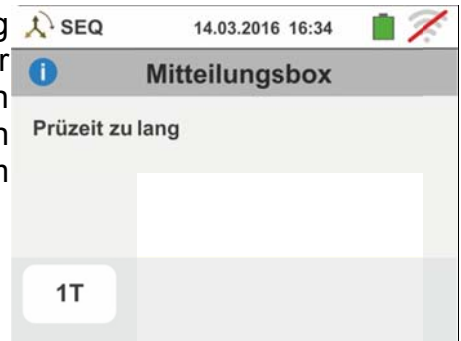 SEQ 14.03.2016 16:34
Mitteilungsbox
Prüzeit zu lang
1T